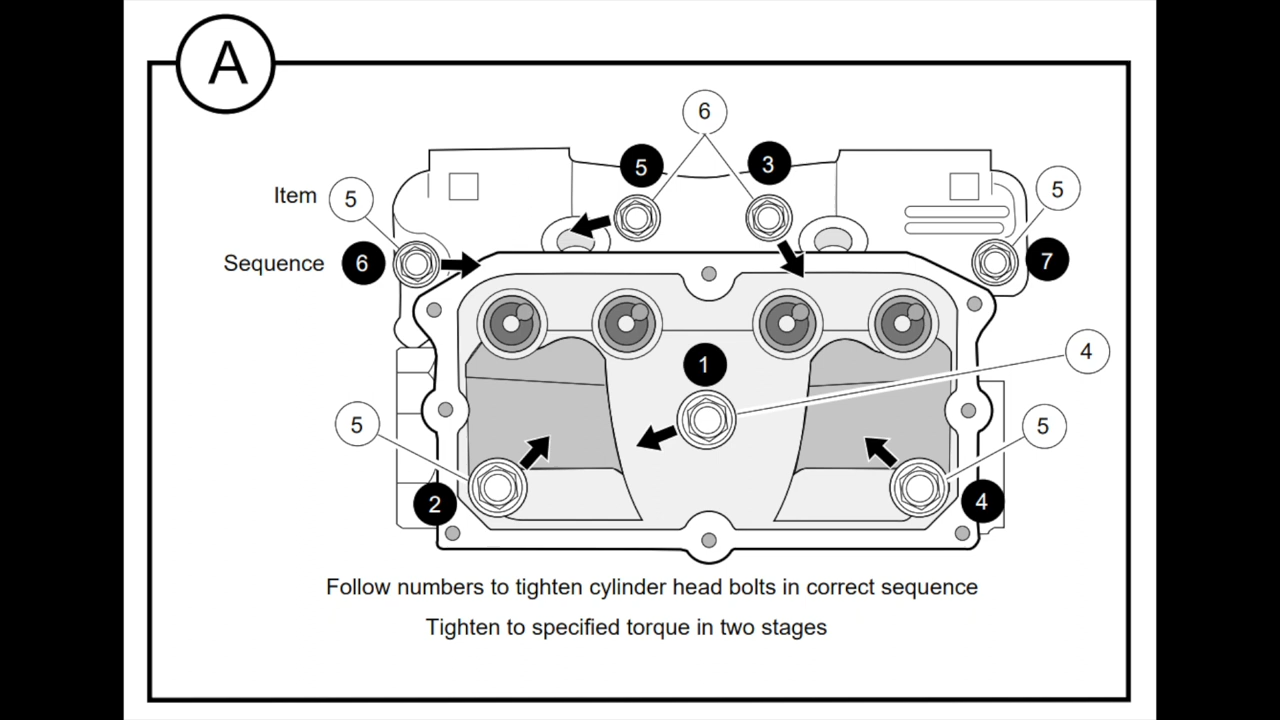 A
6
5 3
Item 5 5
Sequence 6 7
1
4
5 5
2 4
Follow numbers to tighten cylinder head bolts in correct sequence
Tighten to specified torque in two stages